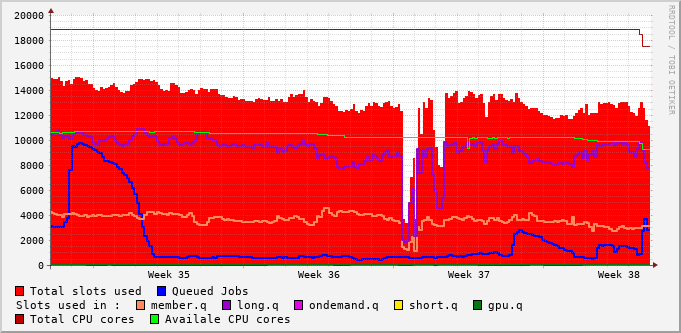 20000
18000
16000
14000
12000
10000
8000
6000
4000
2000
0
Week 35 Week 36 Week 37 Week 38
RRDTOOL / TOBI OETIKER
Total slots used Queued Jobs
Slots used in : member.q long.q ondemand.q short.q gpu.q
Total CPU cores Availale CPU cores